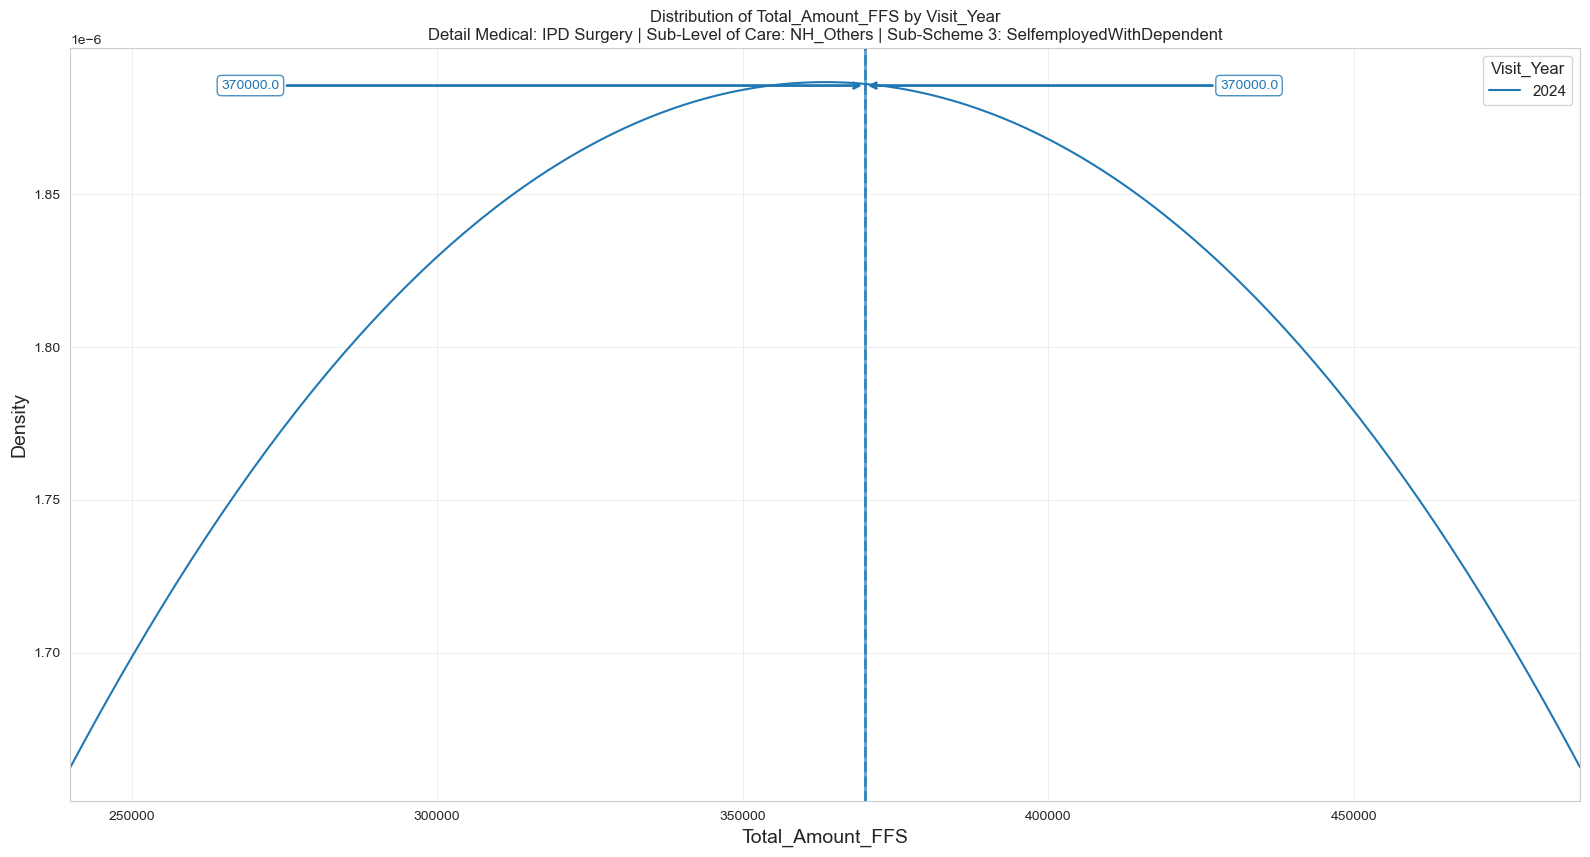 Distribution of Total_Amount_FFS by Visit_Year
Detail Medical: IPD Surgery | Sub-Level of Care: NH_Others | Sub-Scheme 3: SelfemployedWithDependent
1e−6
370000.0
370000.0
Visit_Year
2024
1.85
1.80
1.75
1.70
Density
250000
300000
350000
400000
450000
Total_Amount_FFS